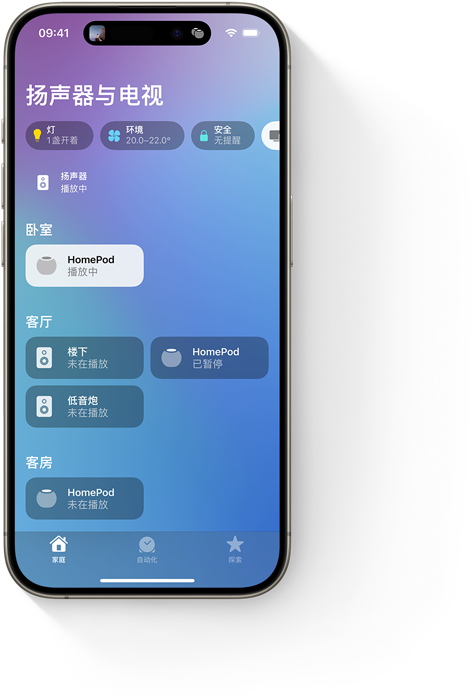 09:41
扬声器与电视
灯
1 盏开着
环境
20.0–22.0°
安全
无提醒
扬声器
播放中
卧室
HomePod
播放中
客厅
楼下
未在播放
HomePod
已暂停
低音炮
未在播放
客房
HomePod
未在播放
家庭
自动化
探索